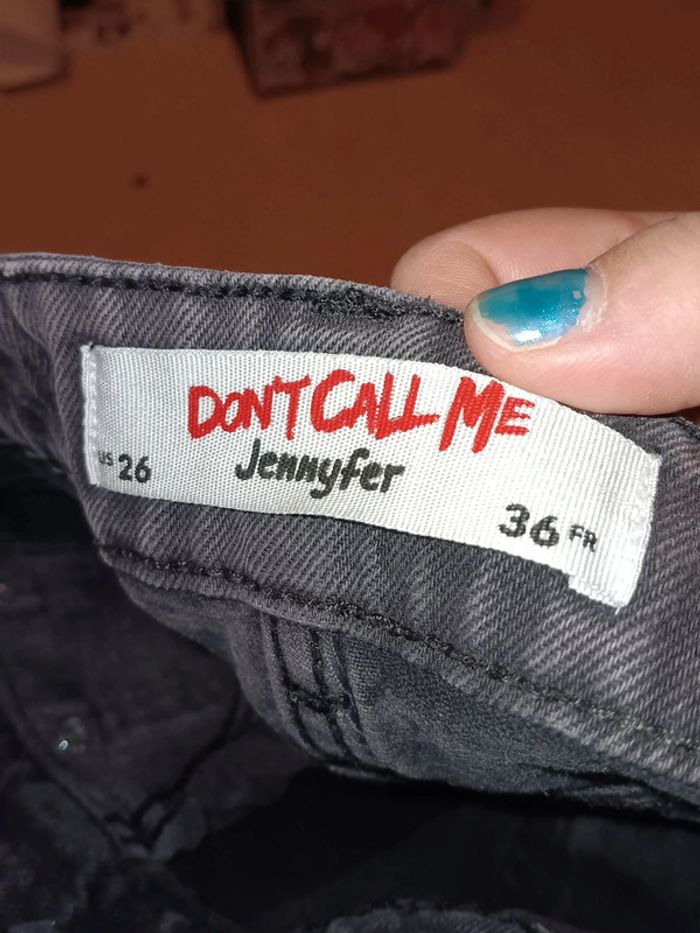 DON'T CALL ME
Jennyfer
US 26
36 FR